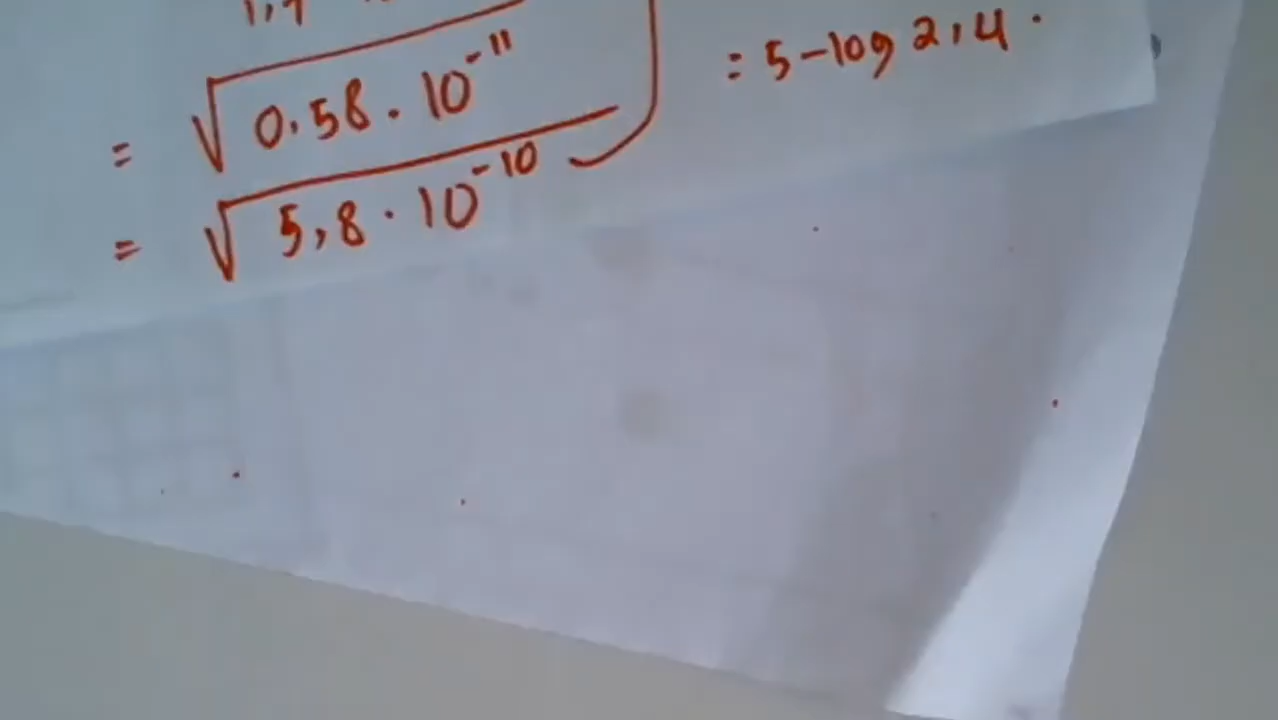 = √0.58 . 10⁻¹¹
= √5,8 . 10⁻¹⁰
= 5-log 2,4.